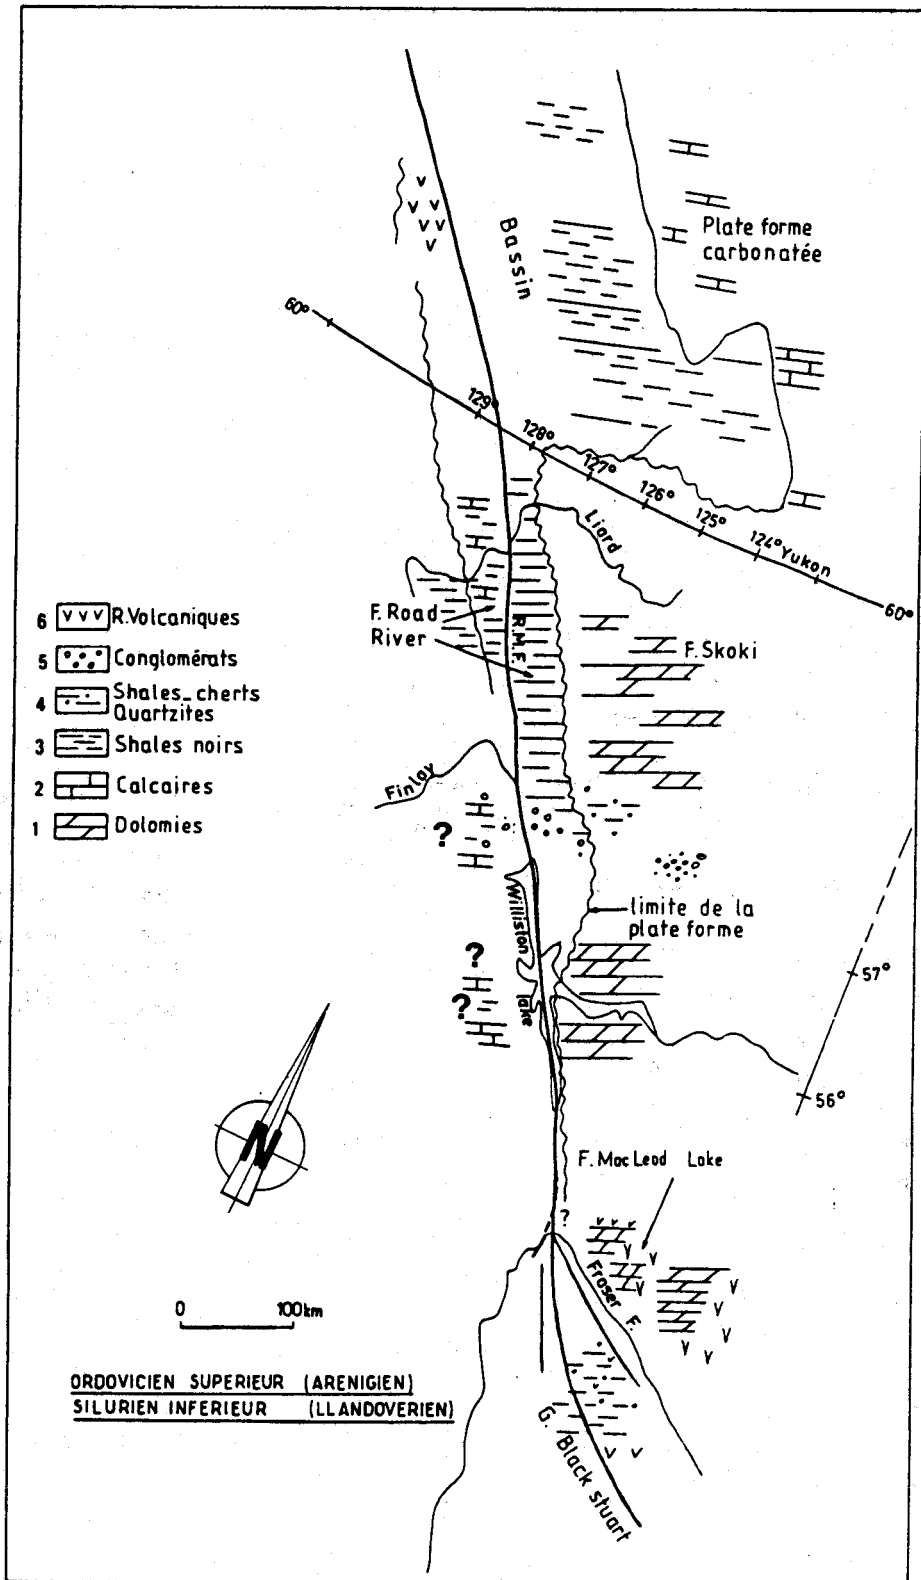 Bassin
Plate forme
carbonatée
60°
129°
128°
127°
126°
125°
124° Yukon
60°
Liard
F. Road
River
R.M.F.
F. Skoki
6 v v v R.Volcaniques
5 Conglomérats
4 Shales_cherts
Quartzites
3 Shales noirs
2 Calcaires
1 Dolomies
Finlay
?
Williston
lake
limite de la
plate forme
?
?
57°
56°
N
F. Mac Leod Lake
?
Fraser F.
0 100km
ORDOVICIEN SUPERIEUR (ARENIGIEN)
SILURIEN INFERIEUR (LLANDOVERIEN)
G. Black stuart